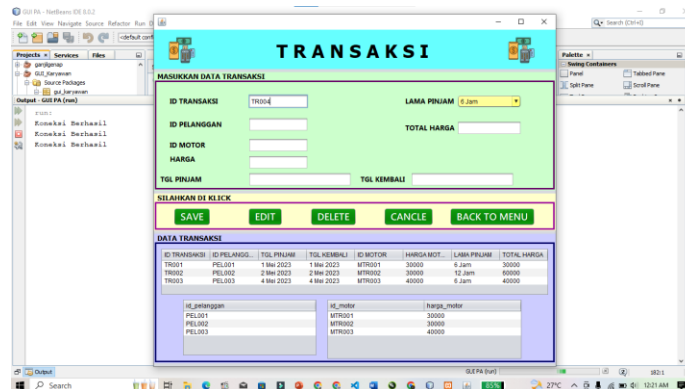 GUI PA - NetBeans IDE 8.0.2
File Edit View Navigate Source Refactor Run D
Search (Ctrl+I)
<default conf
Projects × Services Files
ganjilgenap
GUI_Karyawan
Source Packages
gui_karyawan
Output - GUI PA (run)
run:
Koneksi Berhasil
Koneksi Berhasil
Koneksi Berhasil
TRANSAKSI
MASUKKAN DATA TRANSAKSI
ID TRANSAKSI TR004 LAMA PINJAM 6 Jam
ID PELANGGAN TOTAL HARGA
ID MOTOR
HARGA
TGL PINJAM TGL KEMBALI
SILAHKAN DI KLICK
SAVE EDIT DELETE CANCLE BACK TO MENU
DATA TRANSAKSI
ID TRANSAKSI ID PELANGG... TGL PINJAM TGL KEMBALI ID MOTOR HARGA MOT... LAMA PINJAM TOTAL HARGA
TR001 PEL001 1 Mei 2023 1 Mei 2023 MTR001 30000 6 Jam 30000
TR002 PEL002 2 Mei 2023 2 Mei 2023 MTR002 30000 12 Jam 60000
TR003 PEL003 4 Mei 2023 4 Mei 2023 MTR003 40000 6 Jam 40000
id_pelanggan
PEL001
PEL002
PEL003
id_motor harga_motor
MTR001 30000
MTR002 30000
MTR003 40000
Palette ×
Swing Containers
Panel Tabbed Pane
Split Pane Scroll Pane
Output
GUI PA (run)
182:1
Search
85%
27°C
12:21 AM